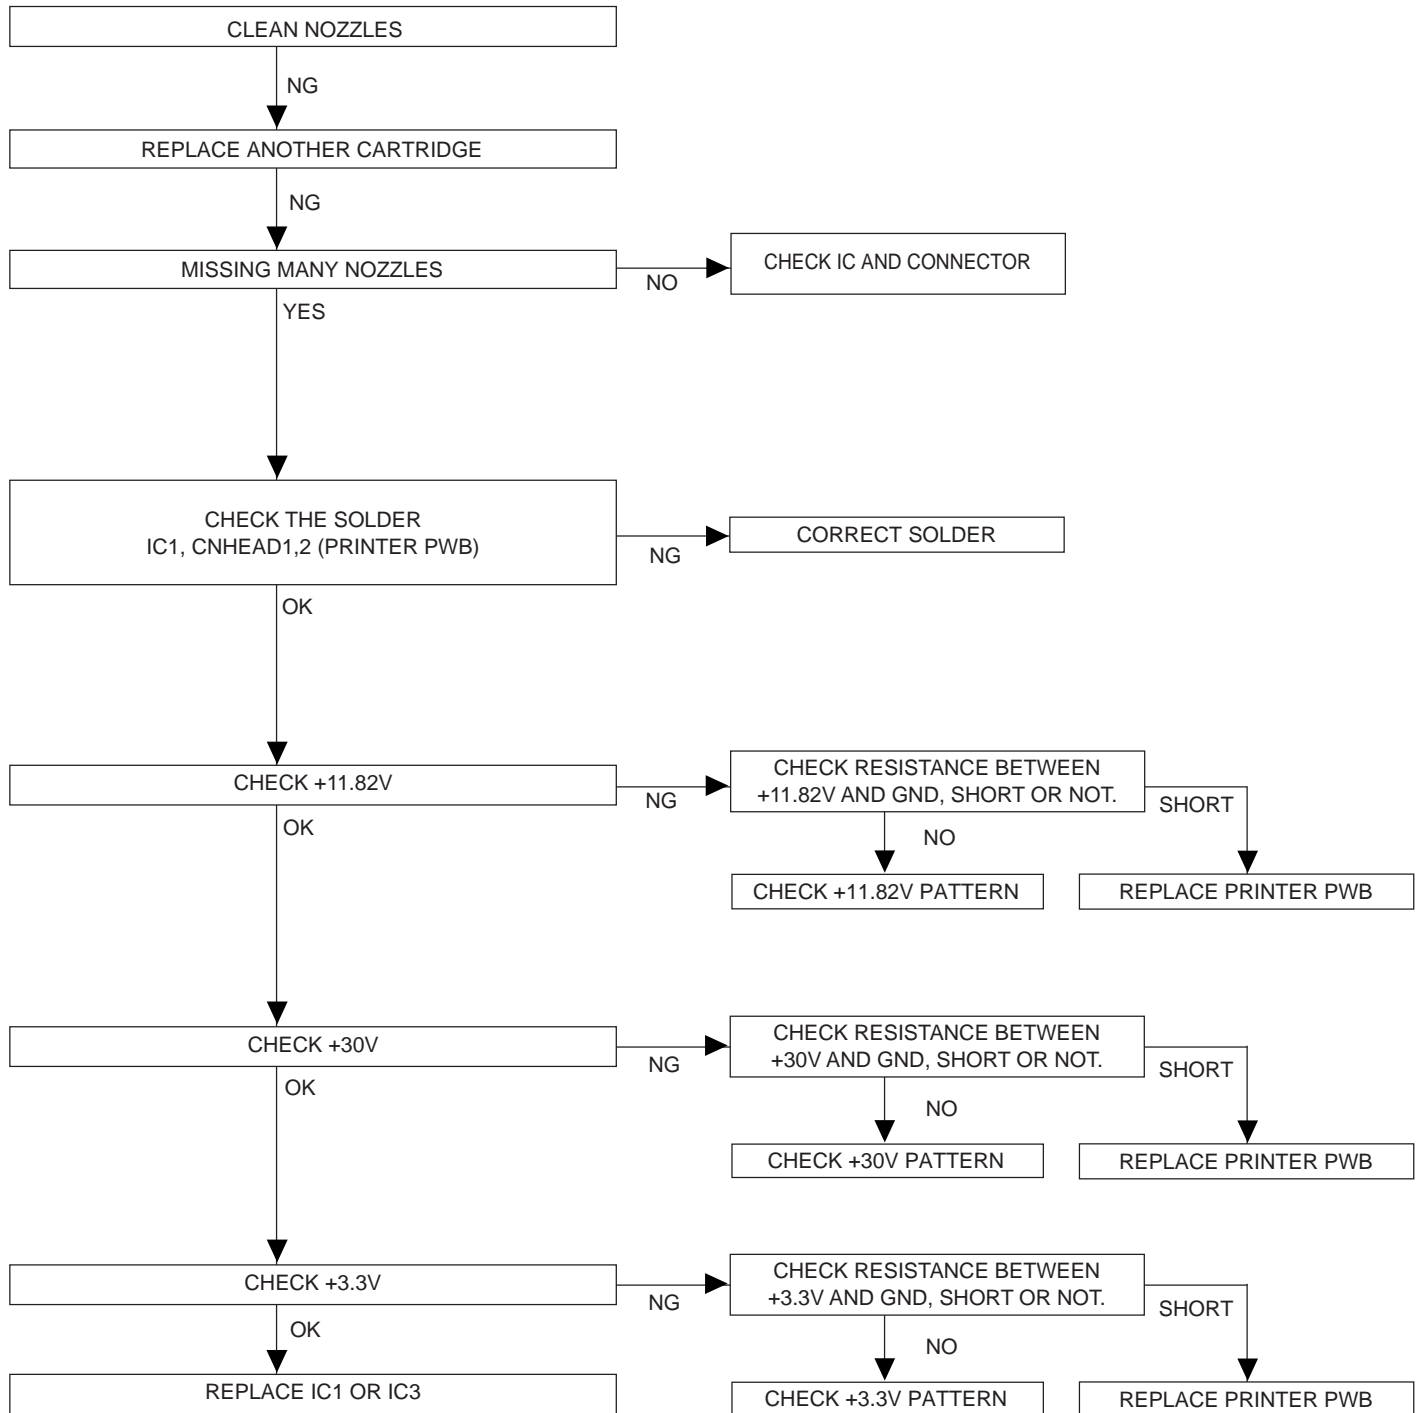 CLEAN NOZZLES
NG
REPLACE ANOTHER CARTRIDGE
NG
MISSING MANY NOZZLES
NO
CHECK IC AND CONNECTOR
YES
CHECK THE SOLDER
IC1, CNHEAD1,2 (PRINTER PWB)
NG
CORRECT SOLDER
OK
CHECK +11.82V
NG
CHECK RESISTANCE BETWEEN
+11.82V AND GND, SHORT OR NOT.
SHORT
NO
CHECK +11.82V PATTERN
REPLACE PRINTER PWB
OK
CHECK +30V
NG
CHECK RESISTANCE BETWEEN
+30V AND GND, SHORT OR NOT.
SHORT
NO
CHECK +30V PATTERN
REPLACE PRINTER PWB
OK
CHECK +3.3V
NG
CHECK RESISTANCE BETWEEN
+3.3V AND GND, SHORT OR NOT.
SHORT
NO
CHECK +3.3V PATTERN
REPLACE PRINTER PWB
OK
REPLACE IC1 OR IC3